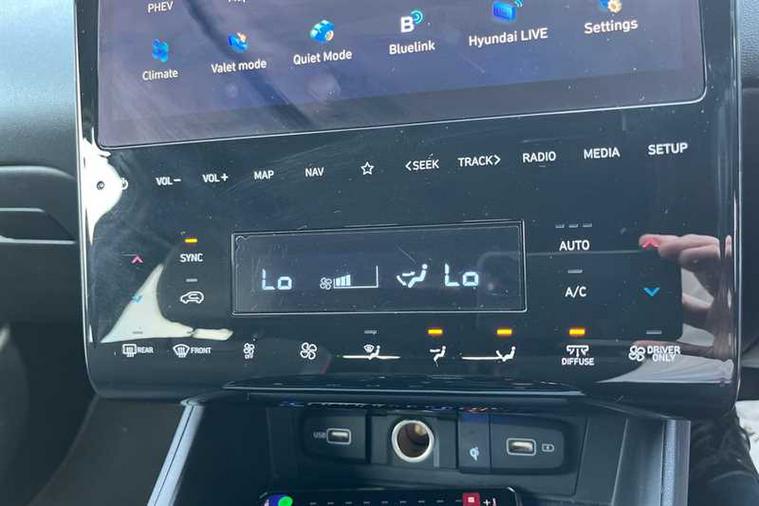 PHEV
Climate
Valet mode
Quiet Mode
Bluelink
Hyundai LIVE
Settings
VOL− VOL+ MAP NAV <SEEK TRACK> RADIO MEDIA SETUP
SYNC
AUTO
Lo Lo
A/C
REAR FRONT OFF DIFFUSE DRIVER ONLY
USB